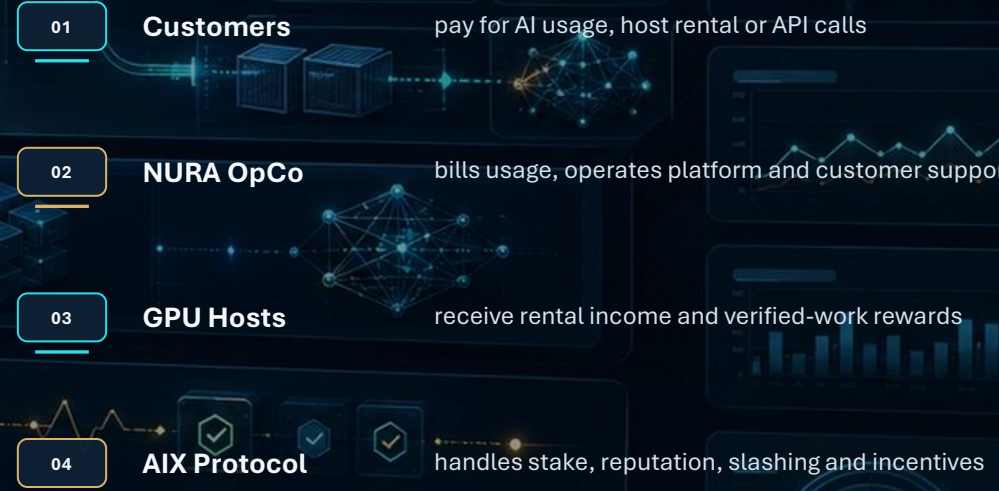 01 Customers pay for AI usage, host rental or API calls
02 NURA OpCo bills usage, operates platform and customer suppor
03 GPU Hosts receive rental income and verified-work rewards
04 AIX Protocol handles stake, reputation, slashing and incentives